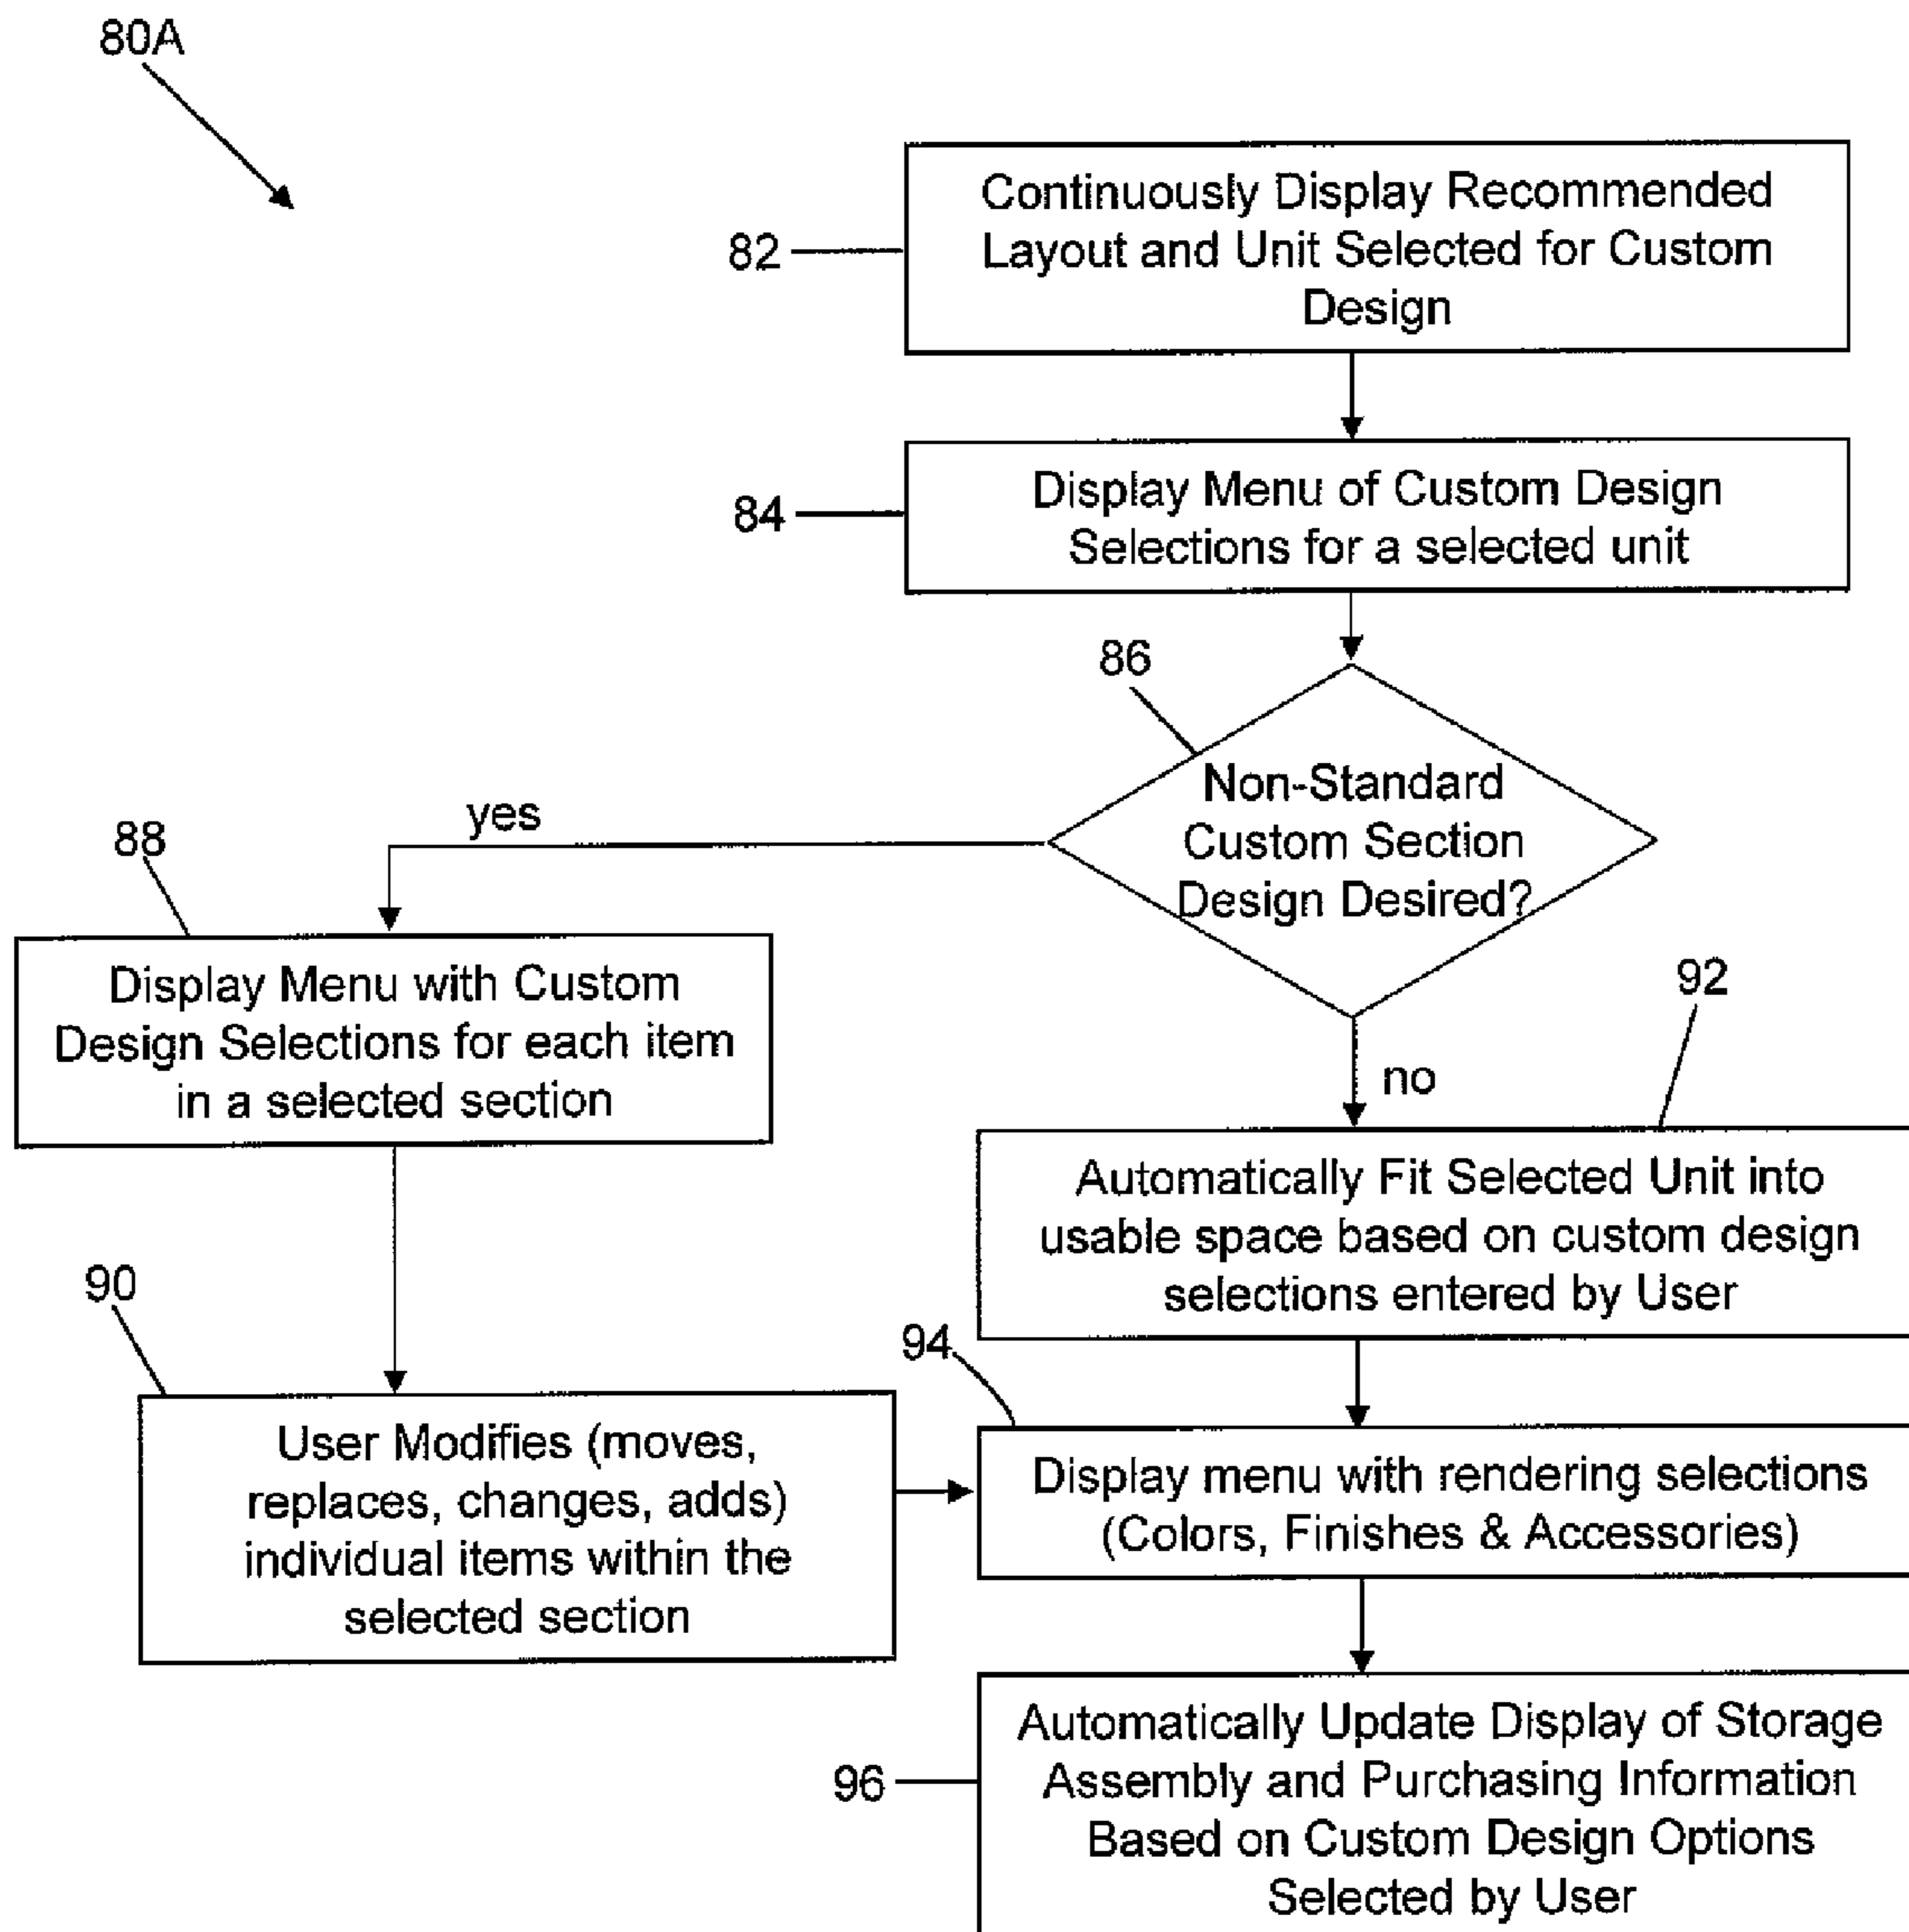 80A
82
Continuously Display Recommended
Layout and Unit Selected for Custom
Design
84
Display Menu of Custom Design
Selections for a selected unit
86
Non-Standard
Custom Section
Design Desired?
yes
no
88
Display Menu with Custom
Design Selections for each item
in a selected section
90
User Modifies (moves,
replaces, changes, adds)
individual items within the
selected section
92
Automatically Fit Selected Unit into
usable space based on custom design
selections entered by User
94
Display menu with rendering selections
(Colors, Finishes & Accessories)
96
Automatically Update Display of Storage
Assembly and Purchasing Information
Based on Custom Design Options
Selected by User